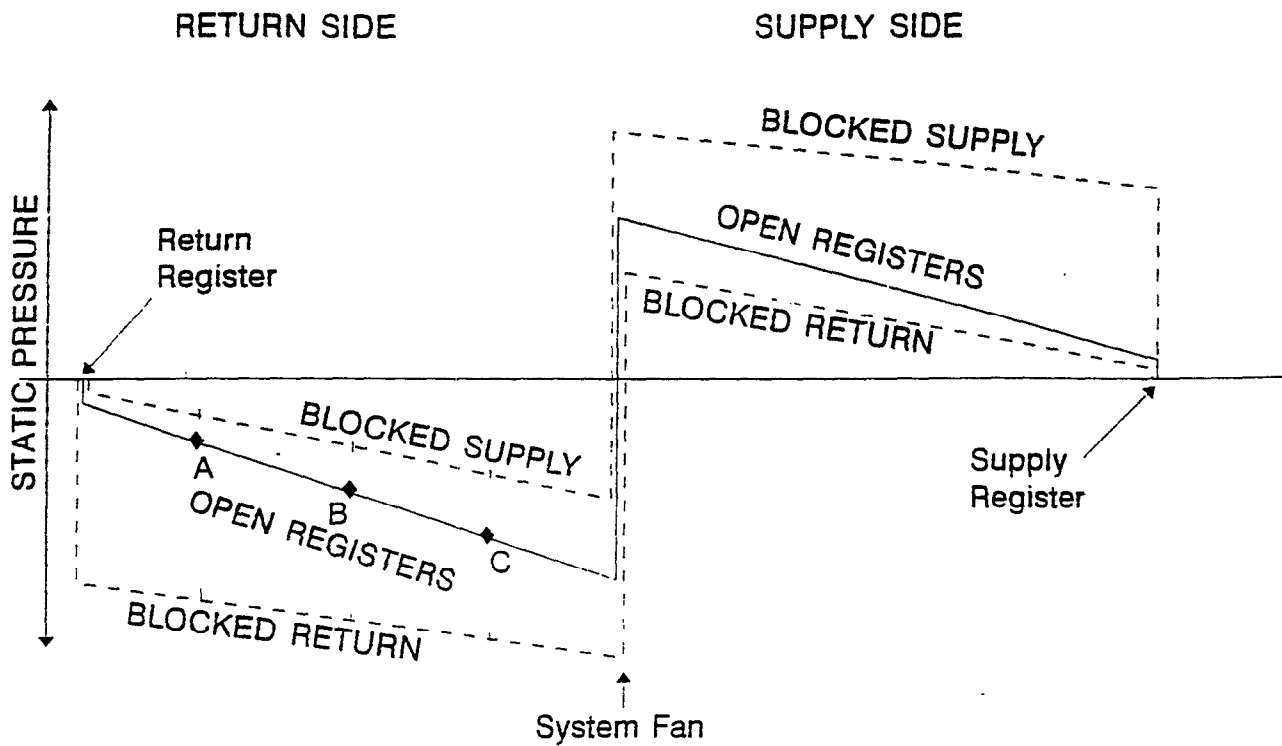 RETURN SIDE
SUPPLY SIDE
STATIC PRESSURE
BLOCKED SUPPLY
OPEN REGISTERS
BLOCKED RETURN
Return
Register
BLOCKED SUPPLY
A
B
C
OPEN REGISTERS
BLOCKED RETURN
Supply
Register
System Fan